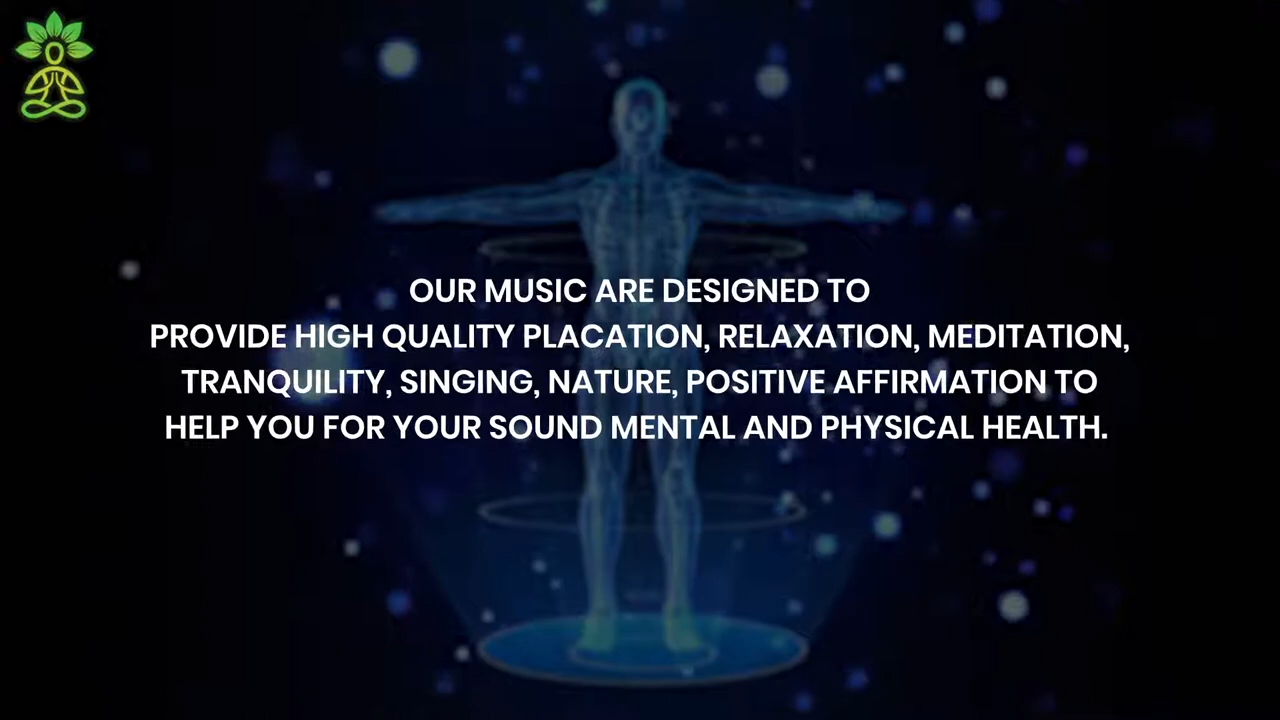 OUR MUSIC ARE DESIGNED TO
PROVIDE HIGH QUALITY PLACATION, RELAXATION, MEDITATION,
TRANQUILITY, SINGING, NATURE, POSITIVE AFFIRMATION TO
HELP YOU FOR YOUR SOUND MENTAL AND PHYSICAL HEALTH.